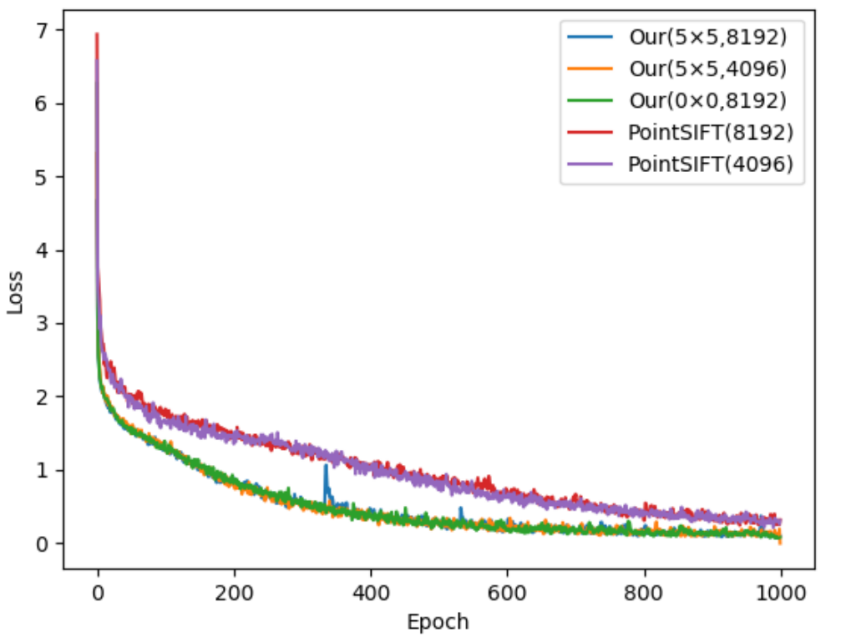 7
6
5
4
3
2
1
0
Loss
Our(5×5,8192)
Our(5×5,4096)
Our(0×0,8192)
PointSIFT(8192)
PointSIFT(4096)
0 200 400 600 800 1000
Epoch